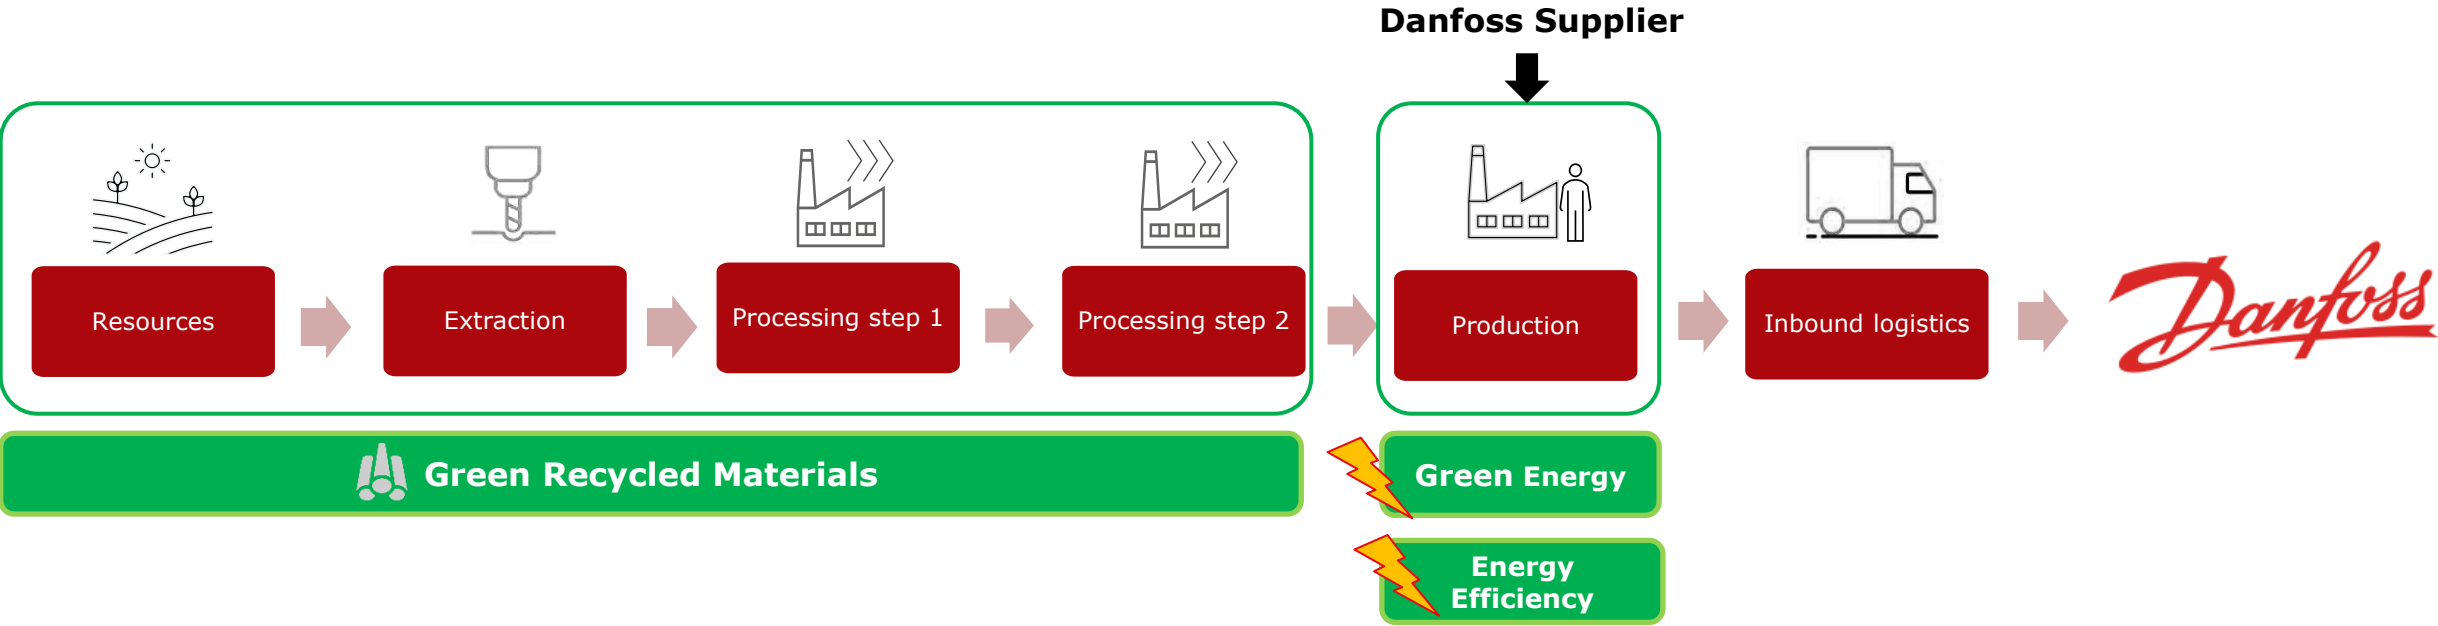 Danfoss Supplier
Resources
Extraction
Processing step 1
Processing step 2
Production
Inbound logistics
Danfoss
Green Recycled Materials
Green Energy
Energy
Efficiency